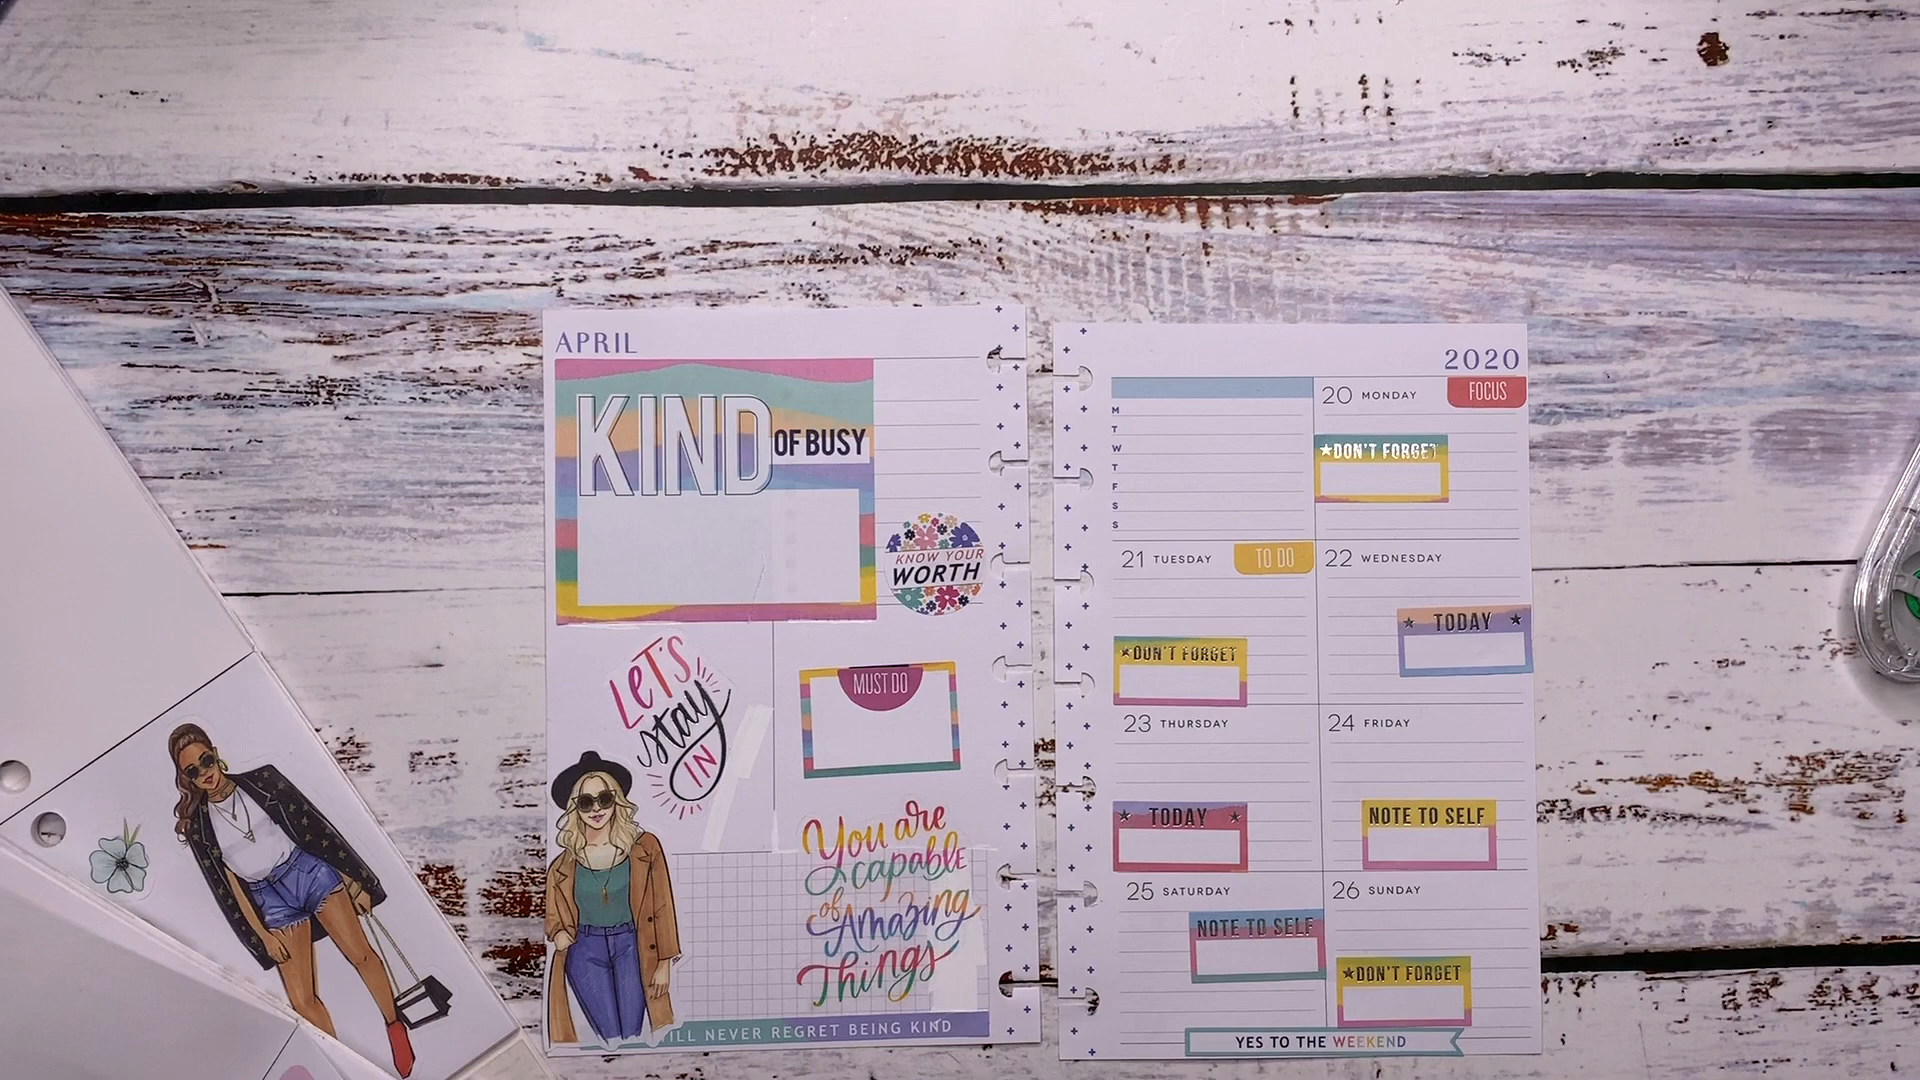 APRIL
KIND
OF BUSY
KNOW YOUR
WORTH
LET'S
stay
IN
MUST DO
You are
capable
of Amazing
Things
ILL NEVER REGRET BEING KIND
2020
M
T
W
T
F
S
S
20 MONDAY
FOCUS
DON'T FORGET
21 TUESDAY
TO DO
DON'T FORGET
22 WEDNESDAY
TODAY
23 THURSDAY
TODAY
24 FRIDAY
NOTE TO SELF
25 SATURDAY
NOTE TO SELF
26 SUNDAY
DON'T FORGET
YES TO THE WEEKEND